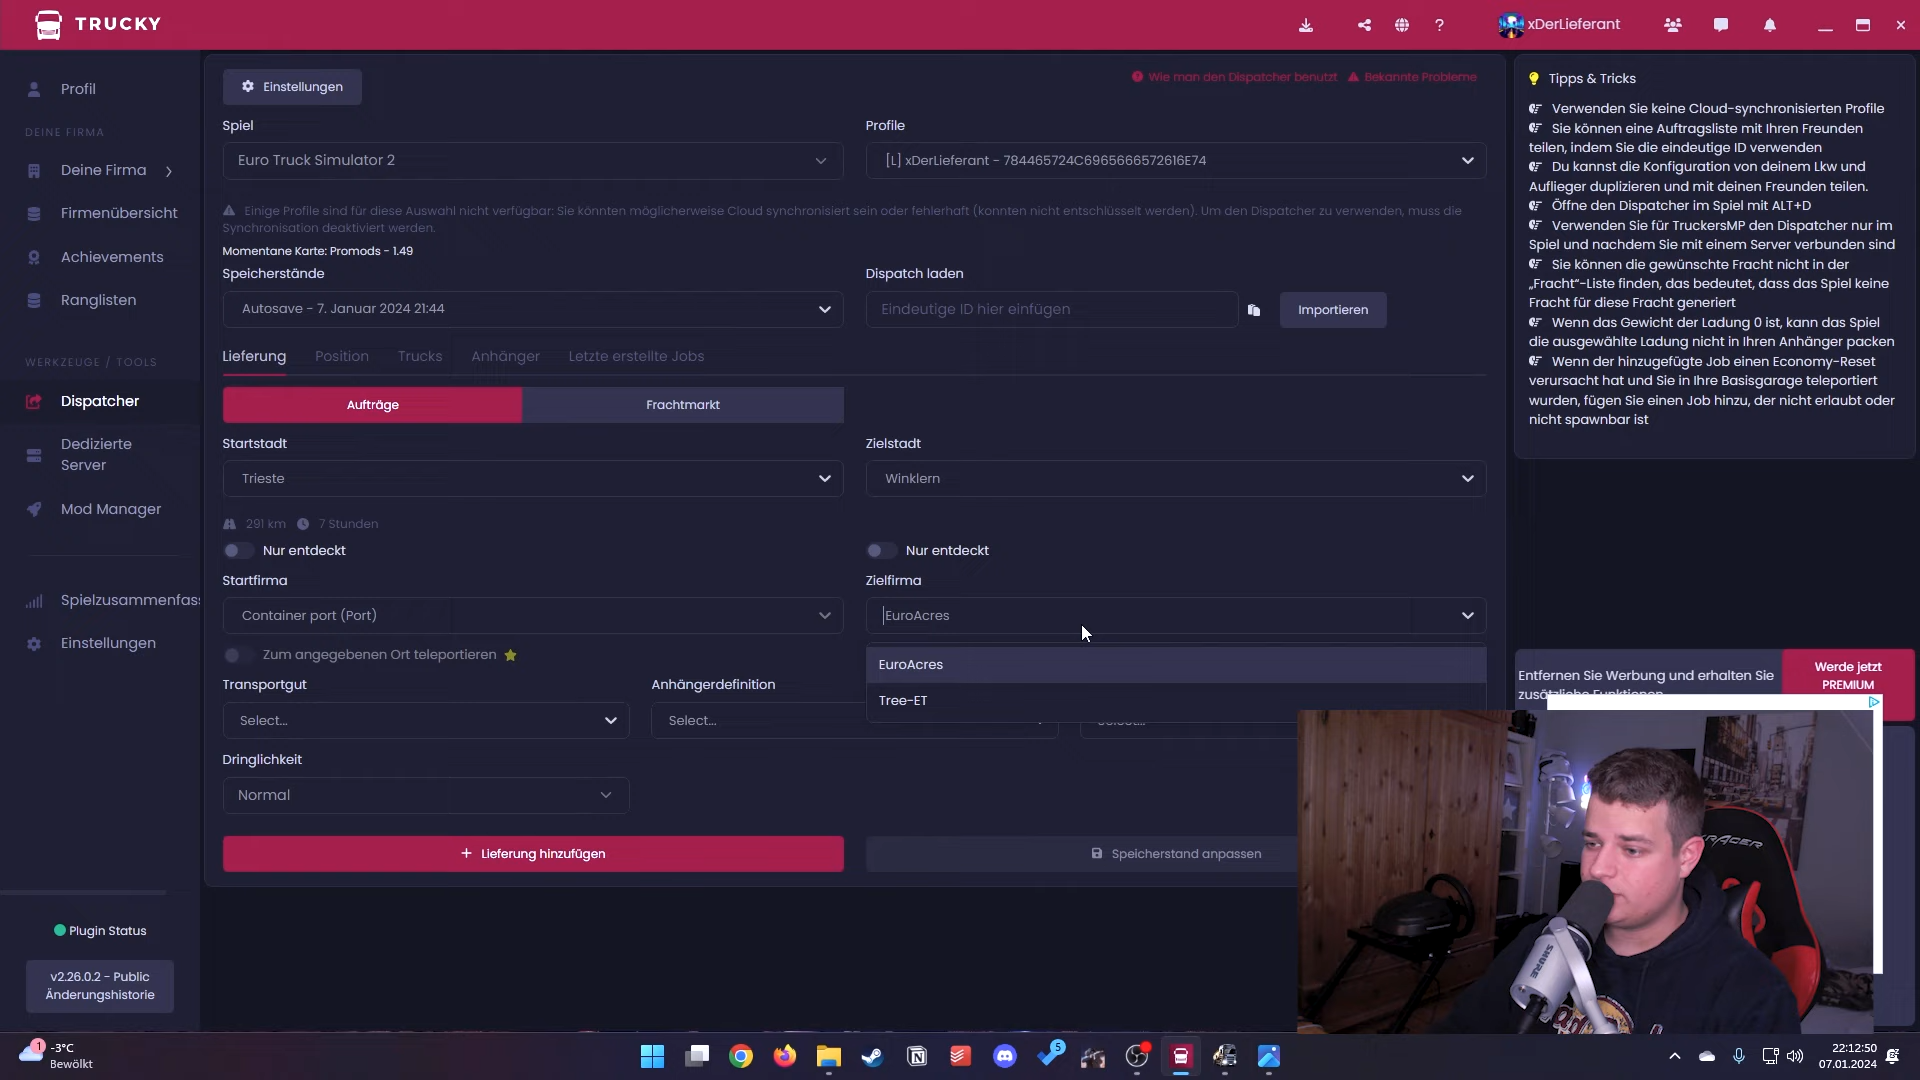 TRUCKY
xDerLieferant
Profil
DEINE FIRMA
Deine Firma
Firmenübersicht
Achievements
Ranglisten
WERKZEUGE / TOOLS
Dispatcher
Dedizierte
Server
Mod Manager
Spielzusammenfass
Einstellungen
Plugin Status
v2.26.0.2 - Public
Änderungshistorie
Einstellungen
Wie man den Dispatcher benutzt
Bekannte Probleme
Spiel
Profile
Euro Truck Simulator 2
[L] xDerLieferant - 784465724C6965666572616E74
Einige Profile sind für diese Auswahl nicht verfügbar: Sie könnten möglicherweise Cloud synchronisiert sein oder fehlerhaft (konnten nicht entschlüsselt werden). Um den Dispatcher zu verwenden, muss die
Synchronisation deaktiviert werden.
Momentane Karte: Promods - 1.49
Speicherstände
Dispatch laden
Autosave - 7. Januar 2024 21:44
Eindeutige ID hier einfügen
Importieren
Lieferung
Position
Trucks
Anhänger
Letzte erstellte Jobs
Aufträge
Frachtmarkt
Startstadt
Zielstadt
Trieste
Winklern
291 km
7 Stunden
Nur entdeckt
Nur entdeckt
Startfirma
Zielfirma
Container port (Port)
EuroAcres
EuroAcres
Tree-ET
Zum angegebenen Ort teleportieren
Transportgut
Anhängerdefinition
Select...
Select...
Select...
Dringlichkeit
Normal
+ Lieferung hinzufügen
Speicherstand anpassen
Tipps & Tricks
Verwenden Sie keine Cloud-synchronisierten Profile
Sie können eine Auftragsliste mit Ihren Freunden
teilen, indem Sie die eindeutige ID verwenden
Du kannst die Konfiguration von deinem Lkw und
Auflieger duplizieren und mit deinen Freunden teilen.
Öffne den Dispatcher im Spiel mit ALT+D
Verwenden Sie für TruckersMP den Dispatcher nur im
Spiel und nachdem Sie mit einem Server verbunden sind
Sie können die gewünschte Fracht nicht in der
„Fracht“-Liste finden, das bedeutet, dass das Spiel keine
Fracht für diese Fracht generiert
Wenn das Gewicht der Ladung 0 ist, kann das Spiel
die ausgewählte Ladung nicht in Ihren Anhänger packen
Wenn der hinzugefügte Job einen Economy-Reset
verursacht hat und Sie in Ihre Basisgarage teleportiert
wurden, fügen Sie einen Job hinzu, der nicht erlaubt oder
nicht spawnbar ist
Entfernen Sie Werbung und erhalten Sie
zusätzliche Funktionen
Werde jetzt
PREMIUM
SHURE
1
-3°C
Bewölkt
5
22:12:50
07.01.2024